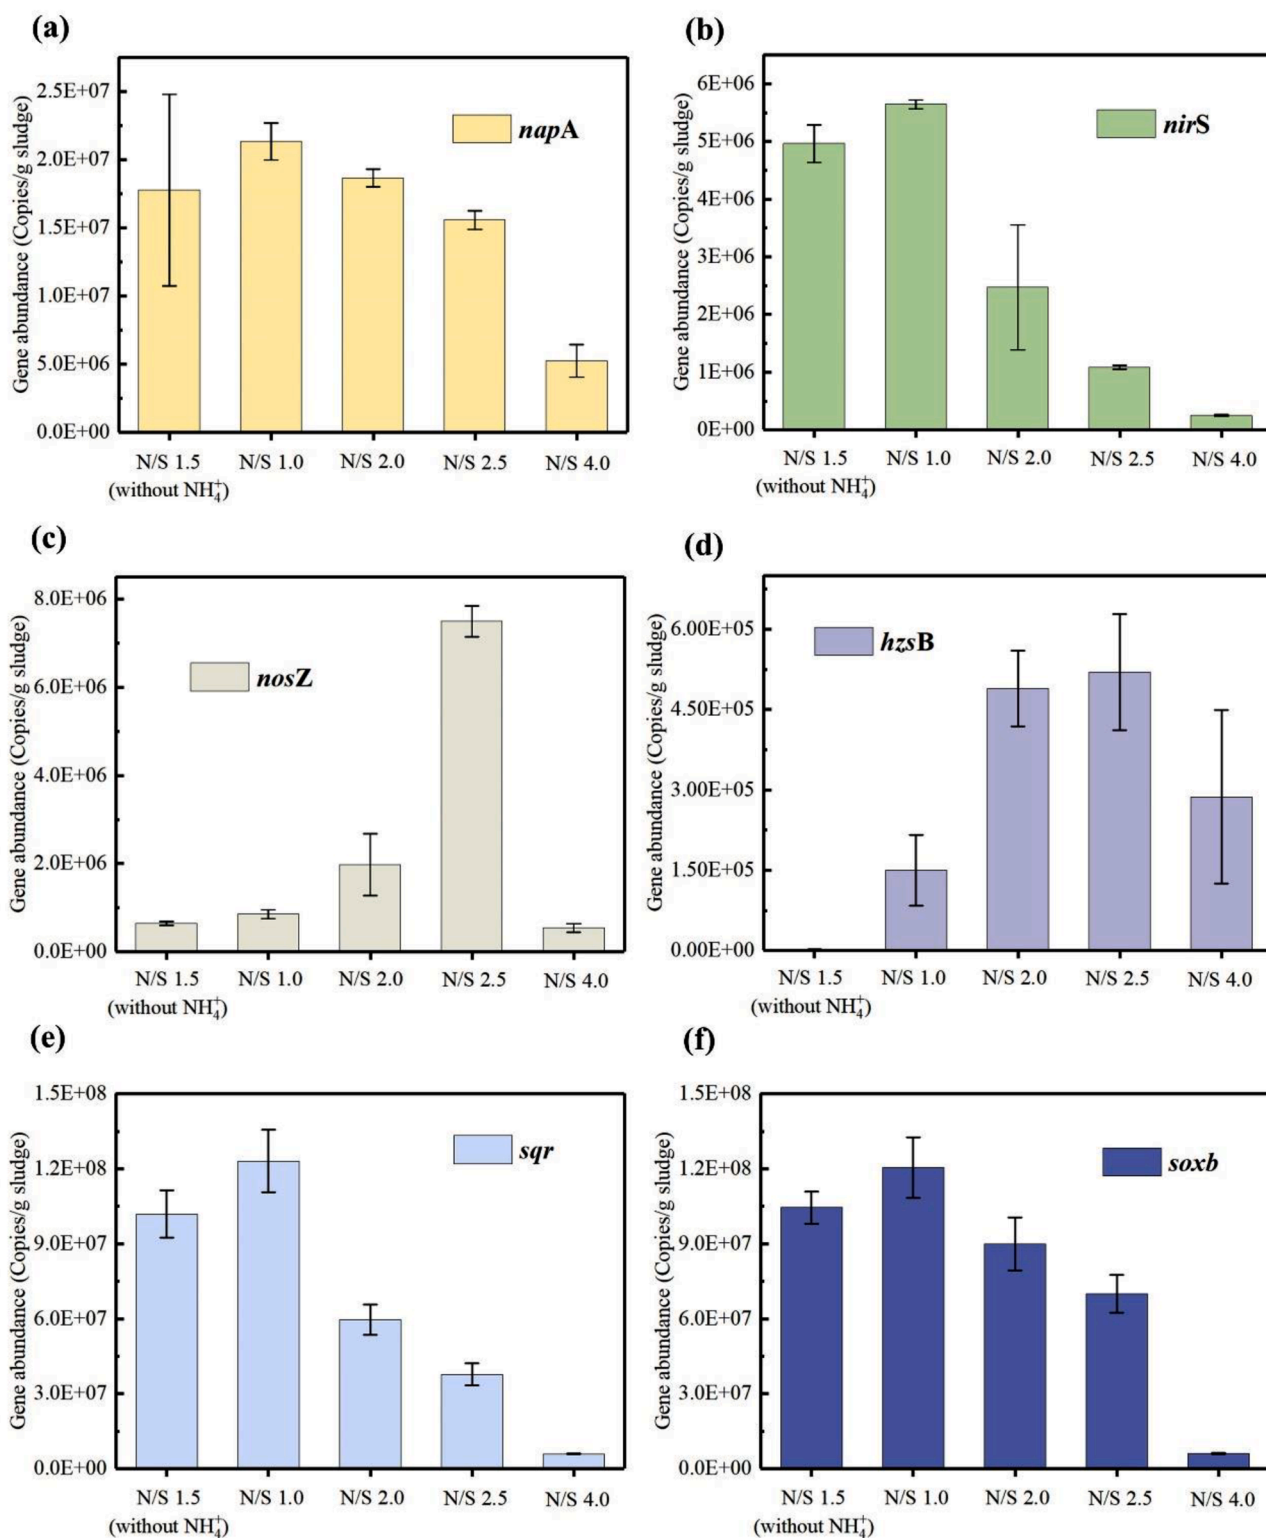 (a)
Gene abundance (Copies/g sludge)
2.5E+07
2.0E+07
1.5E+07
1.0E+07
5.0E+06
0.0E+00
napA
N/S 1.5 N/S 1.0 N/S 2.0 N/S 2.5 N/S 4.0
(without NH₄⁺)
(b)
Gene abundance (Copies/g sludge)
6E+06
5E+06
4E+06
3E+06
2E+06
1E+06
0E+00
nirS
N/S 1.5 N/S 1.0 N/S 2.0 N/S 2.5 N/S 4.0
(without NH₄⁺)
(c)
Gene abundance (Copies/g sludge)
8.0E+06
6.0E+06
4.0E+06
2.0E+06
0.0E+00
nosZ
N/S 1.5 N/S 1.0 N/S 2.0 N/S 2.5 N/S 4.0
(without NH₄⁺)
(d)
Gene abundance (Copies/g sludge)
6.00E+05
4.50E+05
3.00E+05
1.50E+05
0.00E+00
hzsB
N/S 1.5 N/S 1.0 N/S 2.0 N/S 2.5 N/S 4.0
(without NH₄⁺)
(e)
Gene abundance (Copies/g sludge)
1.5E+08
1.2E+08
9.0E+07
6.0E+07
3.0E+07
0.0E+00
sqr
N/S 1.5 N/S 1.0 N/S 2.0 N/S 2.5 N/S 4.0
(without NH₄⁺)
(f)
Gene abundance (Copies/g sludge)
1.5E+08
1.2E+08
9.0E+07
6.0E+07
3.0E+07
0.0E+00
soxb
N/S 1.5 N/S 1.0 N/S 2.0 N/S 2.5 N/S 4.0
(without NH₄⁺)